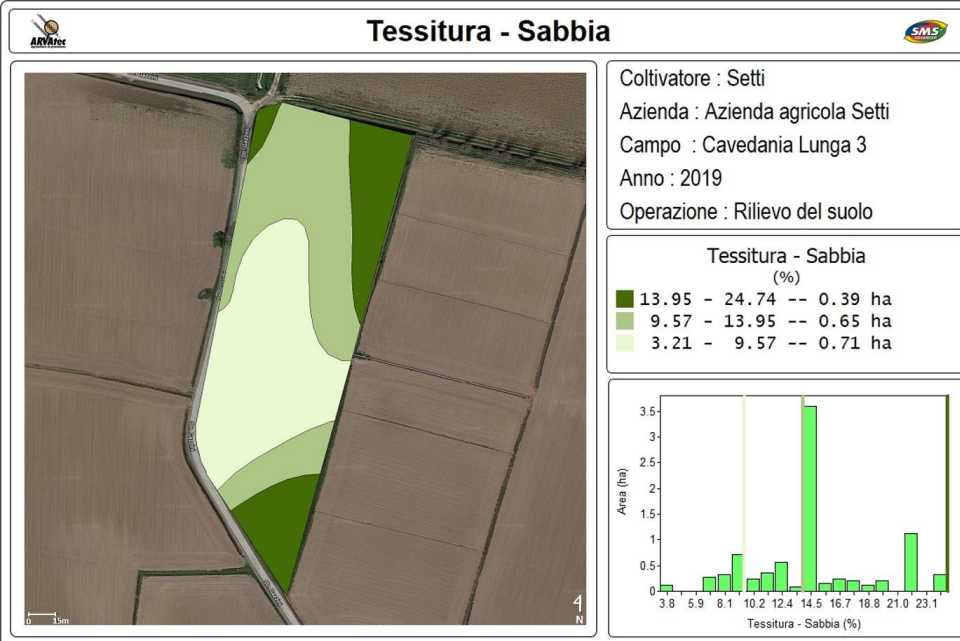 Tessitura - Sabbia
ARVAtec
SMS
ADVANCED
Coltivatore : Setti
Azienda : Azienda agricola Setti
Campo : Cavedania Lunga 3
Anno : 2019
Operazione : Rilievo del suolo
Tessitura - Sabbia
(%)
13.95 - 24.74 -- 0.39 ha
9.57 - 13.95 -- 0.65 ha
3.21 - 9.57 -- 0.71 ha
0 15m
N
Area (ha)
3.5
3
2.5
2
1.5
1
0.5
0
3.8 5.9 8.1 10.2 12.4 14.5 16.7 18.8 21.0 23.1
Tessitura - Sabbia (%)